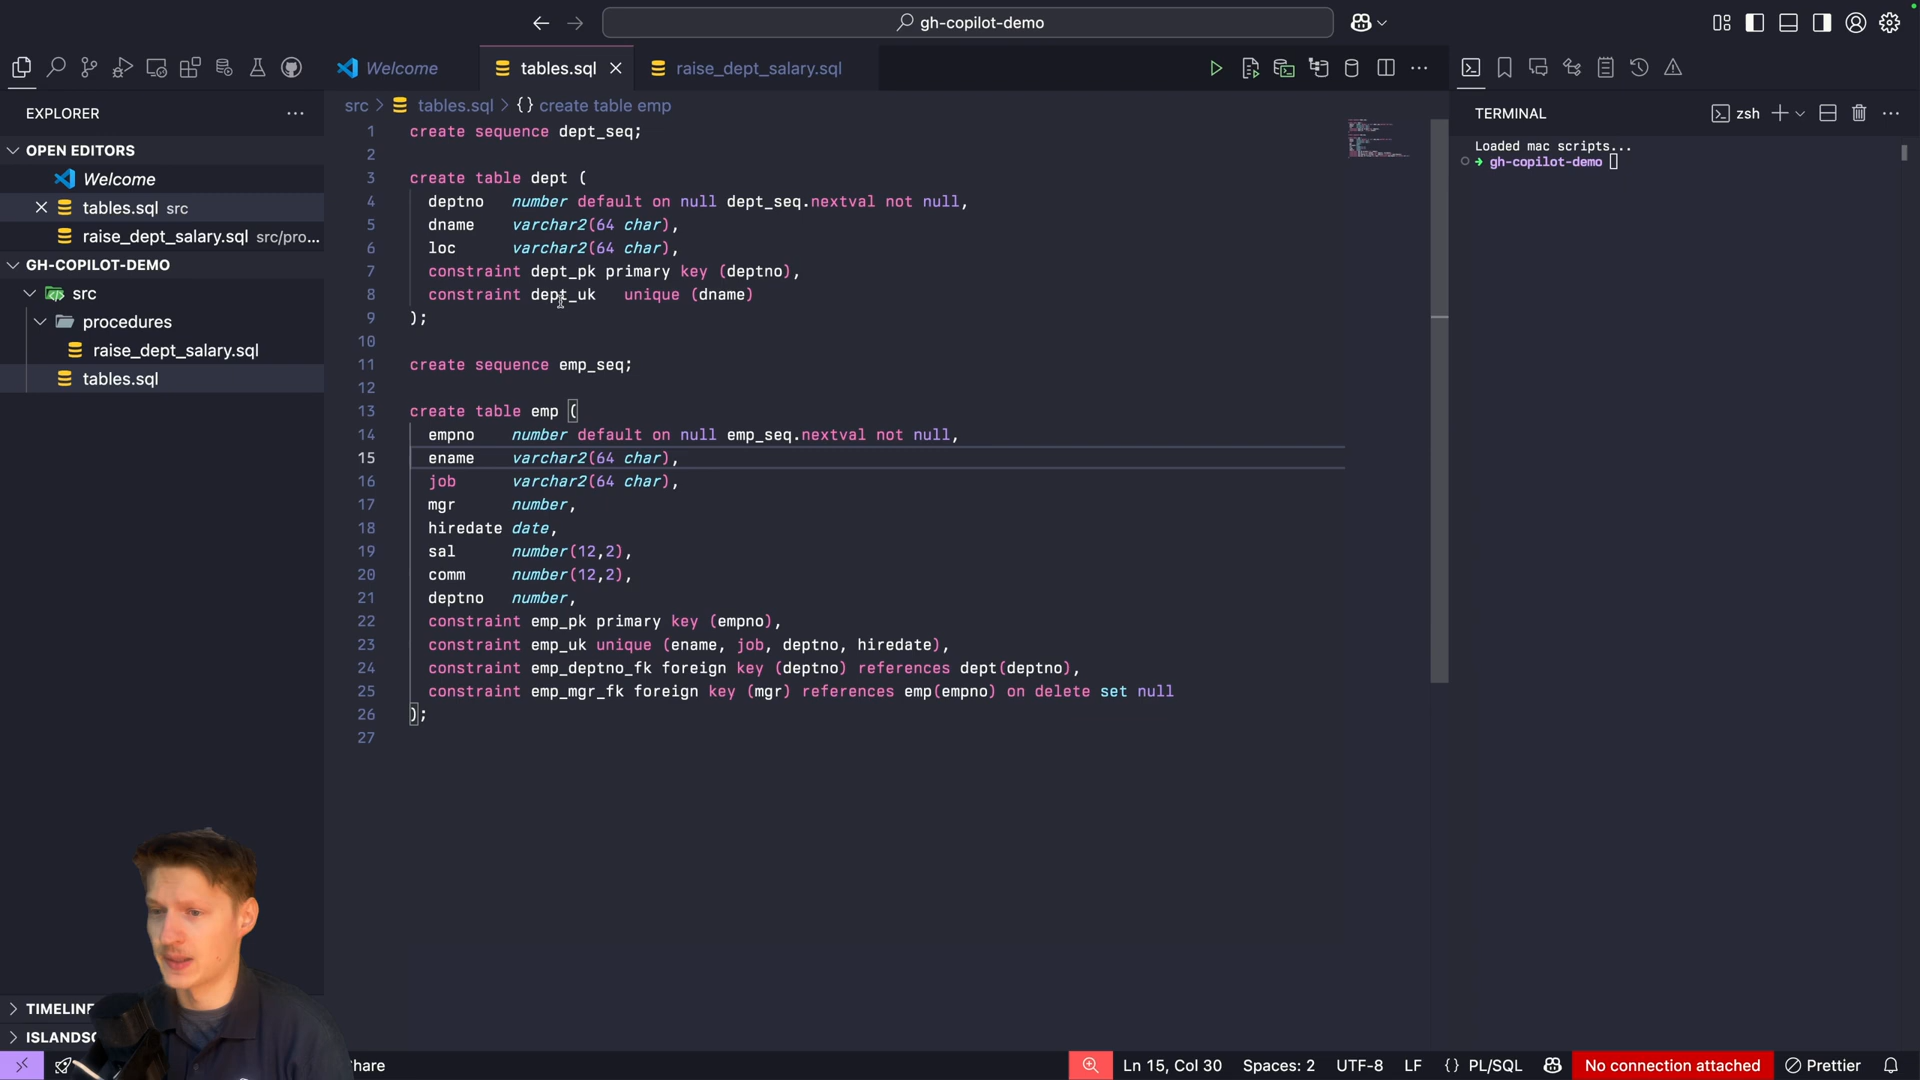 gh-copilot-demo
Welcome
tables.sql
raise_dept_salary.sql
EXPLORER
OPEN EDITORS
Welcome
tables.sql src
raise_dept_salary.sql src/pro...
GH-COPILOT-DEMO
src
procedures
raise_dept_salary.sql
tables.sql
src > tables.sql > {} create table emp
1 create sequence dept_seq;
2
3 create table dept (
4 deptno number default on null dept_seq.nextval not null,
5 dname varchar2(64 char),
6 loc varchar2(64 char),
7 constraint dept_pk primary key (deptno),
8 constraint dept_uk unique (dname)
9 );
10
11 create sequence emp_seq;
12
13 create table emp (
14 empno number default on null emp_seq.nextval not null,
15 ename varchar2(64 char),
16 job varchar2(64 char),
17 mgr number,
18 hiredate date,
19 sal number(12,2),
20 comm number(12,2),
21 deptno number,
22 constraint emp_pk primary key (empno),
23 constraint emp_uk unique (ename, job, deptno, hiredate),
24 constraint emp_deptno_fk foreign key (deptno) references dept(deptno),
25 constraint emp_mgr_fk foreign key (mgr) references emp(empno) on delete set null
26 );
27
TERMINAL
zsh
Loaded mac scripts...
gh-copilot-demo
TIMELINE
ISLANDS
hare
Ln 15, Col 30
Spaces: 2
UTF-8
LF
{} PL/SQL
No connection attached
Prettier